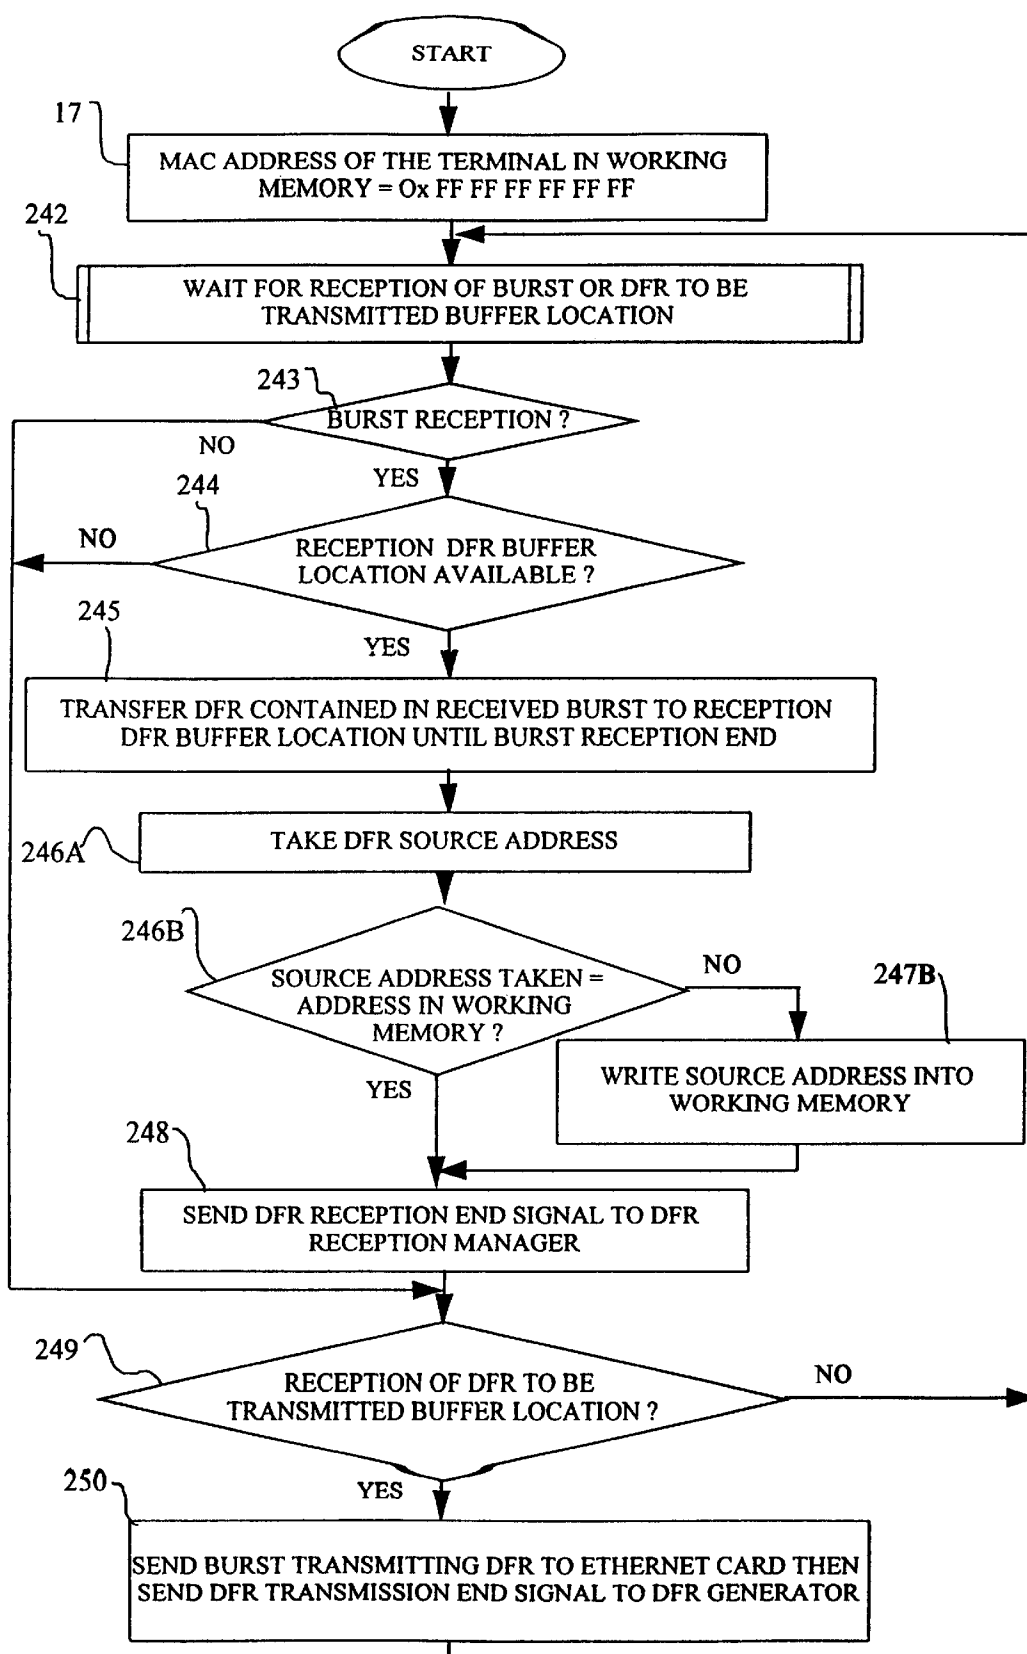 START
17
MAC ADDRESS OF THE TERMINAL IN WORKING
MEMORY = Ox FF FF FF FF FF FF
242
WAIT FOR RECEPTION OF BURST OR DFR TO BE
TRANSMITTED BUFFER LOCATION
243
BURST RECEPTION ?
NO
YES
244
NO
RECEPTION DFR BUFFER
LOCATION AVAILABLE ?
245
YES
TRANSFER DFR CONTAINED IN RECEIVED BURST TO RECEPTION
DFR BUFFER LOCATION UNTIL BURST RECEPTION END
246A
TAKE DFR SOURCE ADDRESS
246B
SOURCE ADDRESS TAKEN =
ADDRESS IN WORKING
MEMORY ?
NO
247B
YES
WRITE SOURCE ADDRESS INTO
WORKING MEMORY
248
SEND DFR RECEPTION END SIGNAL TO DFR
RECEPTION MANAGER
249
RECEPTION OF DFR TO BE
TRANSMITTED BUFFER LOCATION ?
NO
YES
250
SEND BURST TRANSMITTING DFR TO ETHERNET CARD THEN
SEND DFR TRANSMISSION END SIGNAL TO DFR GENERATOR